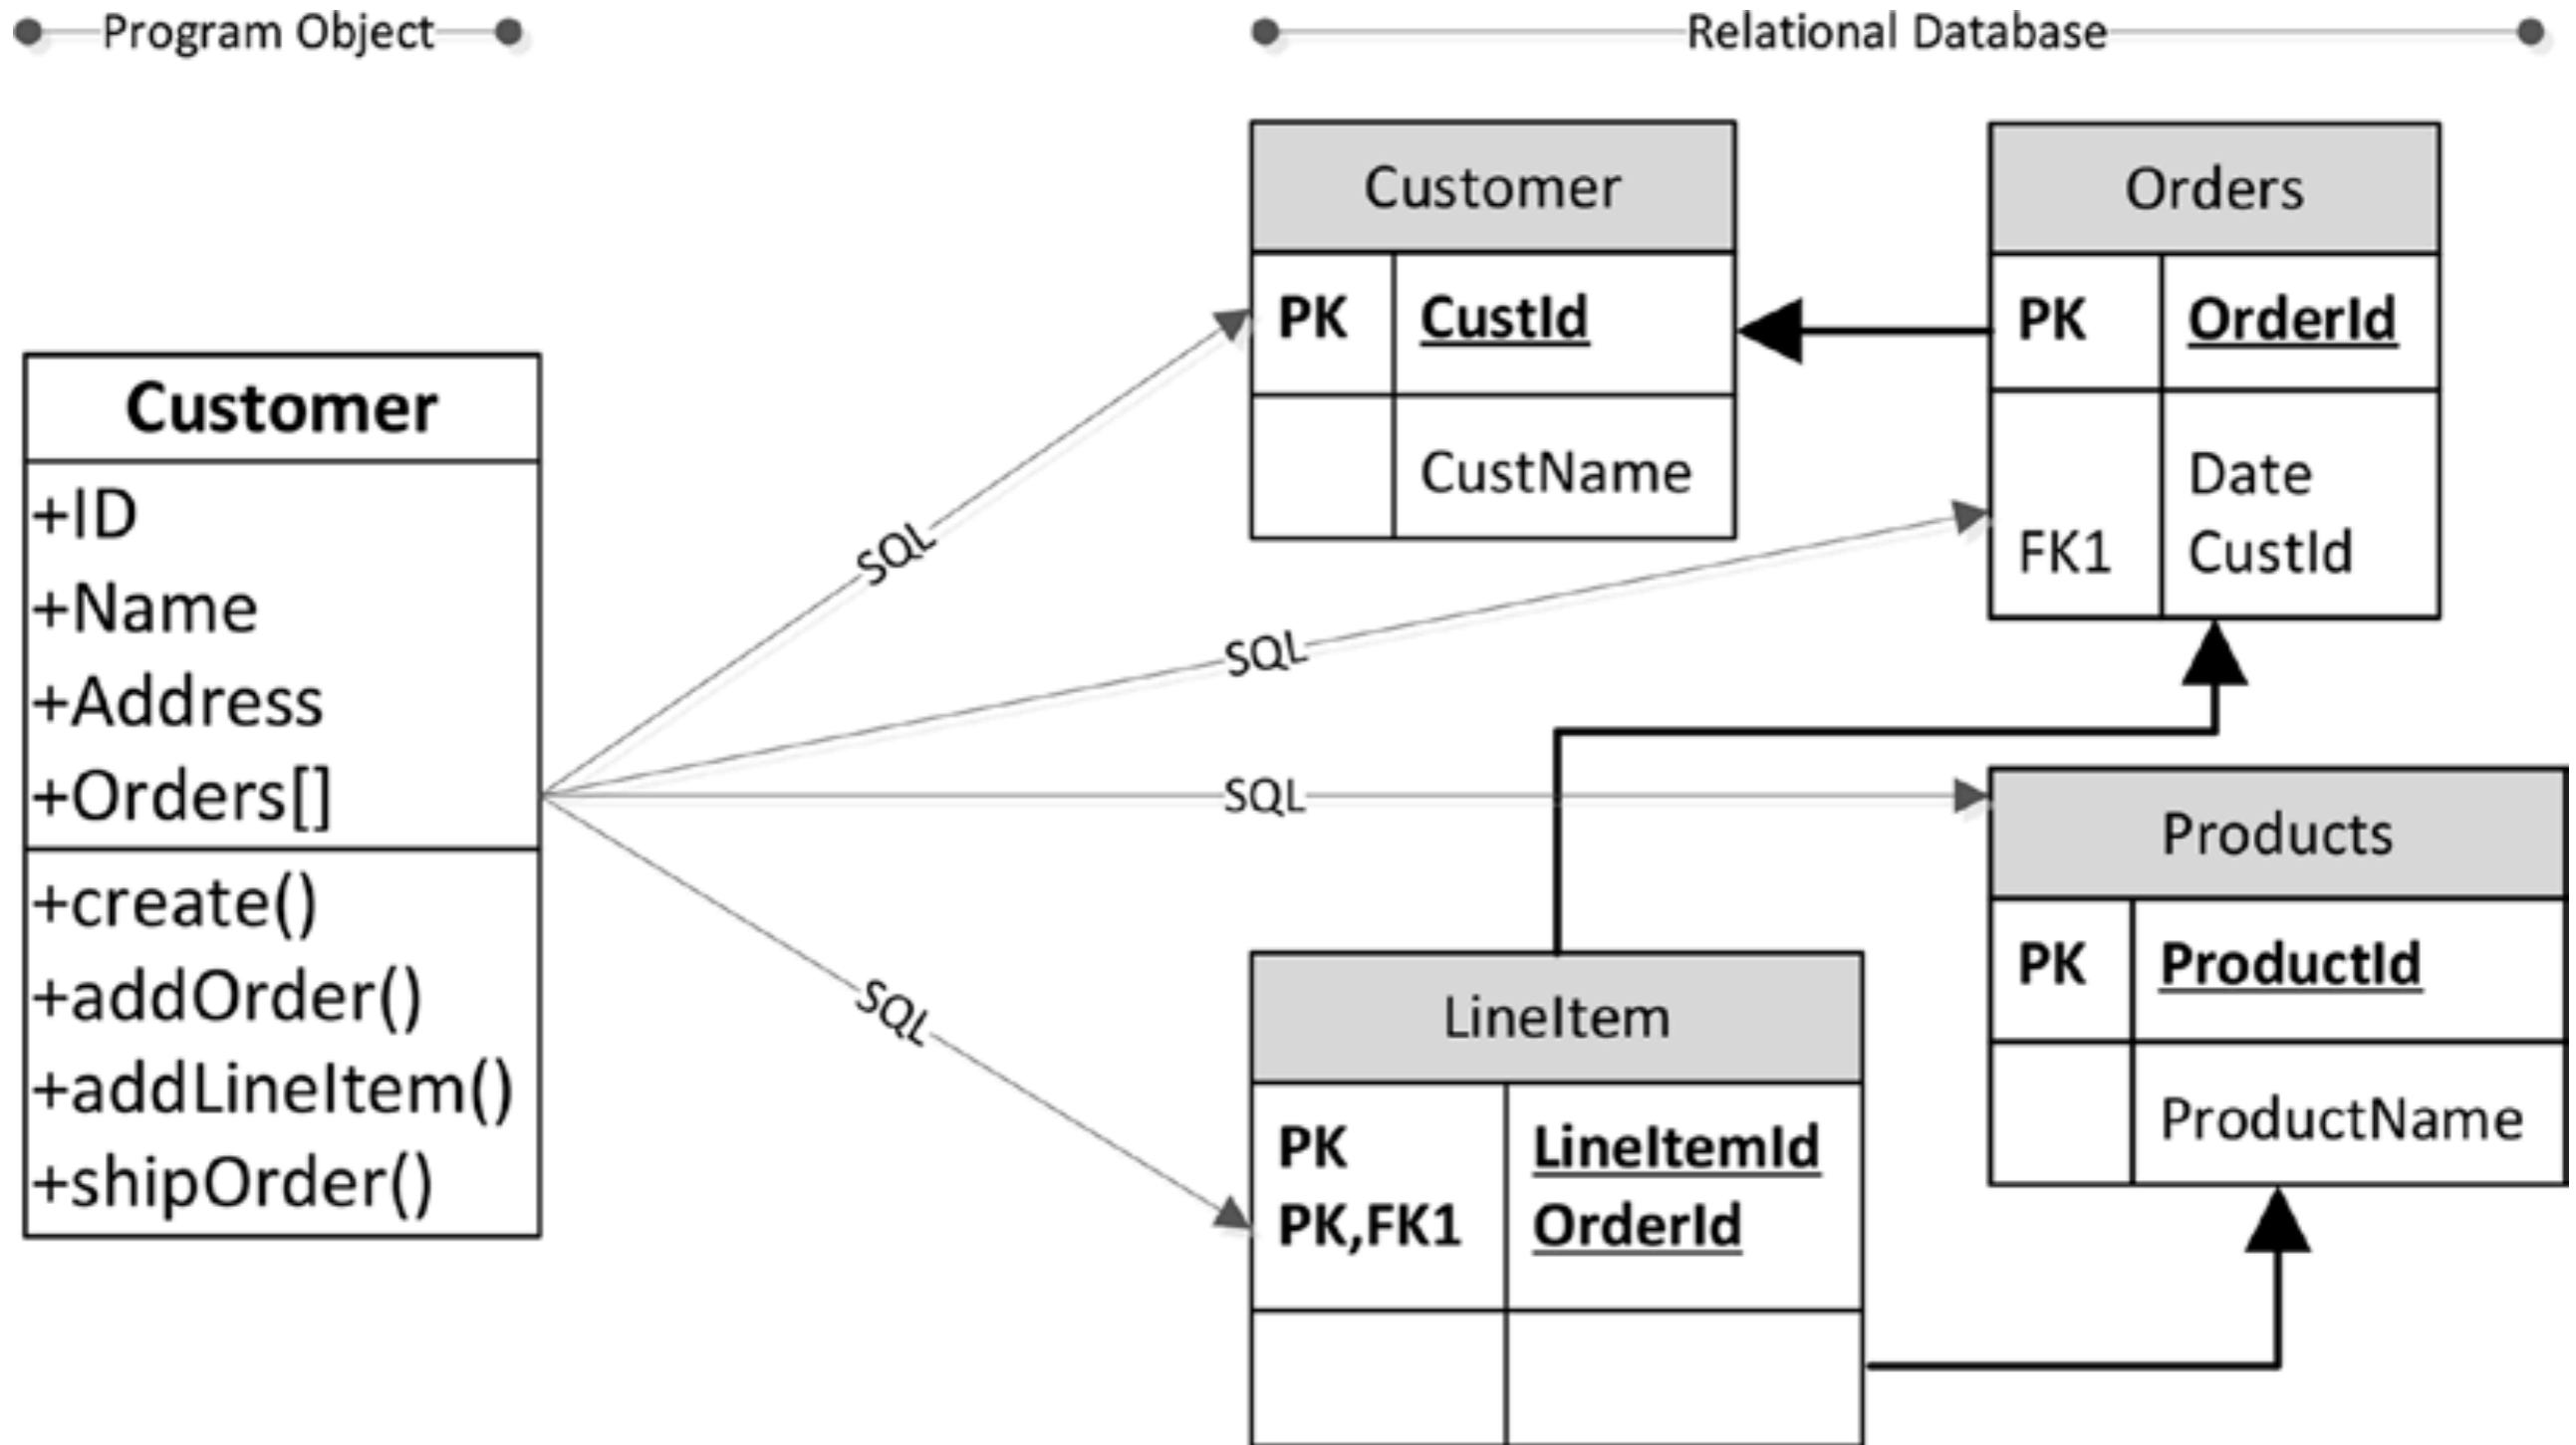 Program Object
Relational Database
Customer
+ID
+Name
+Address
+Orders[]
+create()
+addOrder()
+addLineItem()
+shipOrder()
SQL
SQL
SQL
SQL
Customer
PK CustId
CustName
Orders
PK OrderId
Date
FK1 CustId
LineItem
PK LineItemId
PK,FK1 OrderId
Products
PK ProductId
ProductName